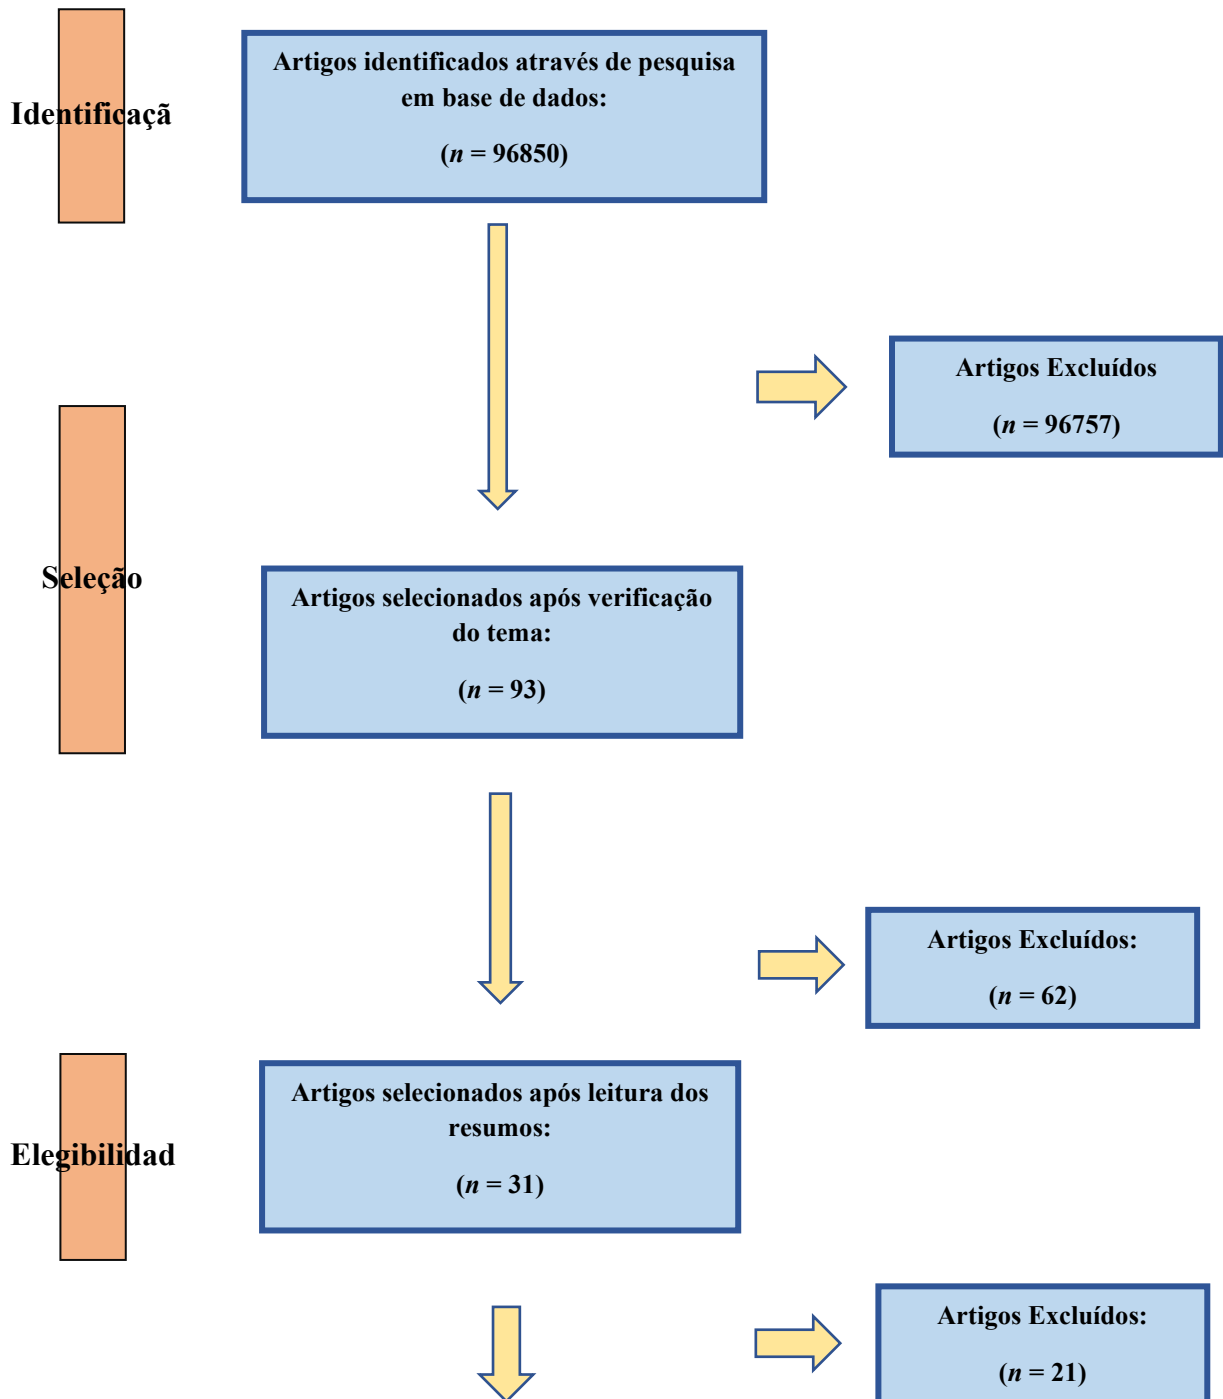 Identificaçã
Artigos identificados através de pesquisa
em base de dados:
(n = 96850)
Artigos Excluídos
(n = 96757)
Seleção
Artigos selecionados após verificação
do tema:
(n = 93)
Artigos Excluídos:
(n = 62)
Elegibilidad
Artigos selecionados após leitura dos
resumos:
(n = 31)
Artigos Excluídos:
(n = 21)